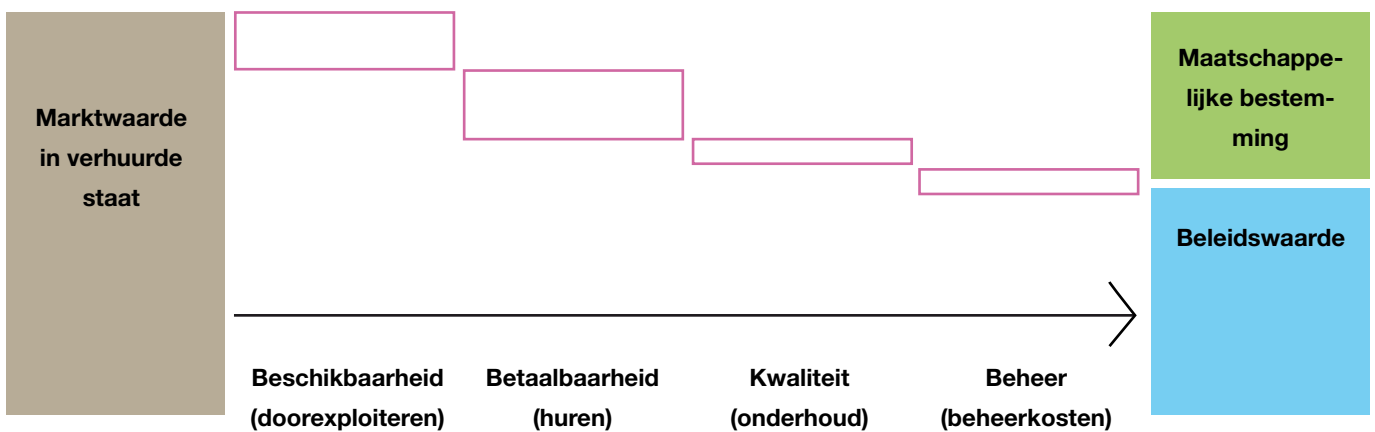 Marktwaarde
in verhuurde
staat
Maatschappe-
lijke bestem-
ming
Beleidswaarde
Beschikbaarheid
(doorexploiteren)
Betaalbaarheid
(huren)
Kwaliteit
(onderhoud)
Beheer
(beheerkosten)